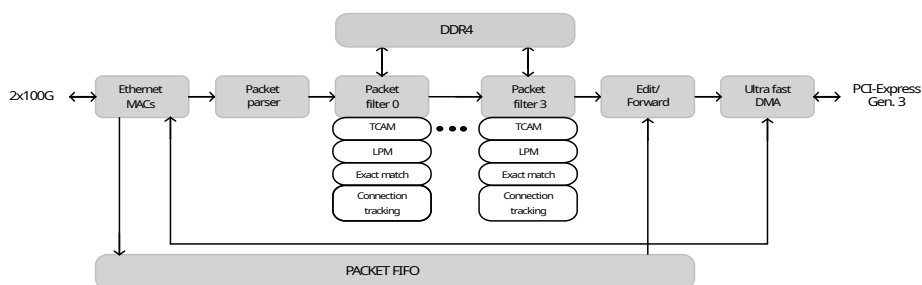 DDR4
2x100G
Ethernet
MACs
Packet
parser
Packet
filter 0
Packet
filter 3
Edit/
Forward
Ultra fast
DMA
PCI-Express
Gen. 3
TCAM
LPM
Exact match
Connection
tracking
TCAM
LPM
Exact match
Connection
tracking
PACKET FIFO